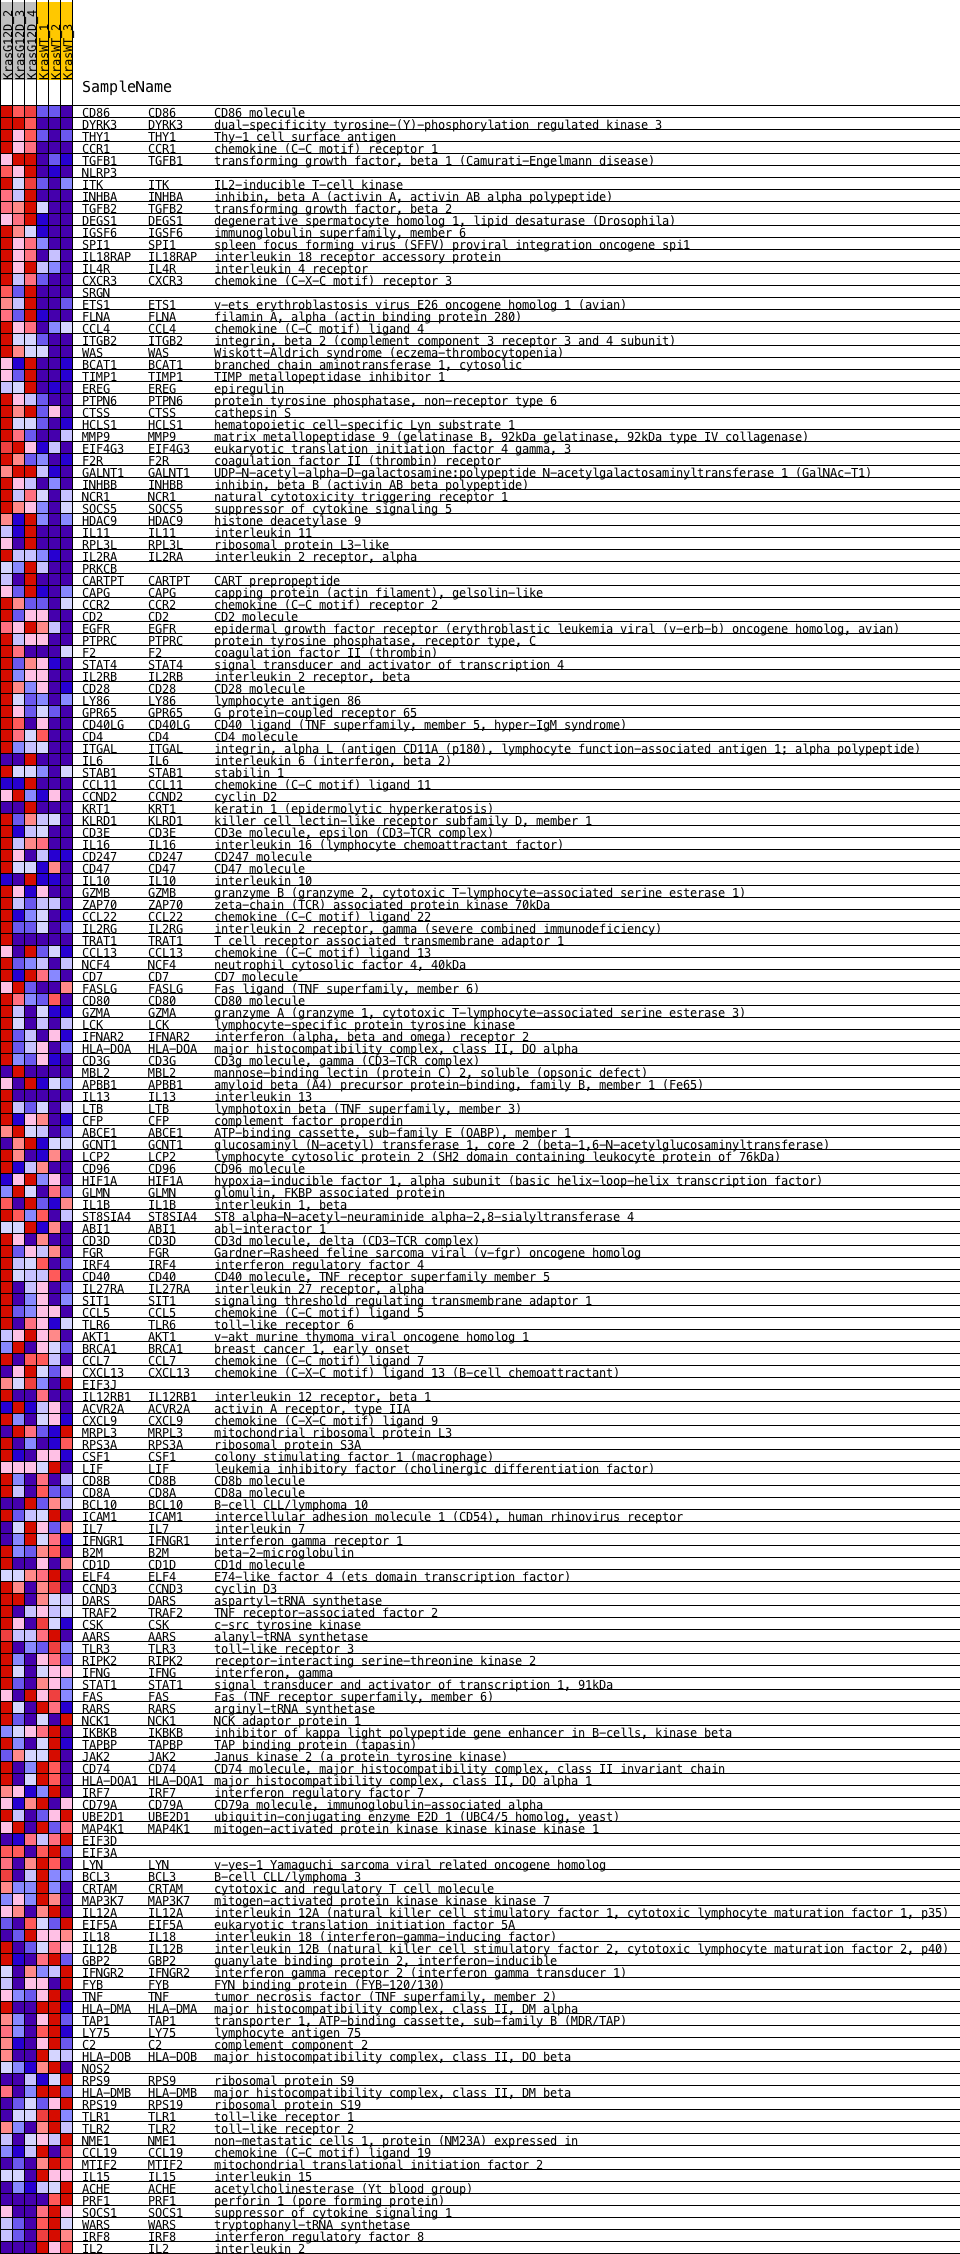 KrasG12D_2
KrasG12D_3
KrasG12D_4
KrasWT_1
KrasWT_2
KrasWT_3
SampleName
CD86 CD86 CD86 molecule
DYRK3 DYRK3 dual-specificity tyrosine-(Y)-phosphorylation regulated kinase 3
THY1 THY1 Thy-1 cell surface antigen
CCR1 CCR1 chemokine (C-C motif) receptor 1
TGFB1 TGFB1 transforming growth factor, beta 1 (Camurati-Engelmann disease)
NLRP3
ITK ITK IL2-inducible T-cell kinase
INHBA INHBA inhibin, beta A (activin A, activin AB alpha polypeptide)
TGFB2 TGFB2 transforming growth factor, beta 2
DEGS1 DEGS1 degenerative spermatocyte homolog 1, lipid desaturase (Drosophila)
IGSF6 IGSF6 immunoglobulin superfamily, member 6
SPI1 SPI1 spleen focus forming virus (SFFV) proviral integration oncogene spi1
IL18RAP IL18RAP interleukin 18 receptor accessory protein
IL4R IL4R interleukin 4 receptor
CXCR3 CXCR3 chemokine (C-X-C motif) receptor 3
SRGN
ETS1 ETS1 v-ets erythroblastosis virus E26 oncogene homolog 1 (avian)
FLNA FLNA filamin A, alpha (actin binding protein 280)
CCL4 CCL4 chemokine (C-C motif) ligand 4
ITGB2 ITGB2 integrin, beta 2 (complement component 3 receptor 3 and 4 subunit)
WAS WAS Wiskott-Aldrich syndrome (eczema-thrombocytopenia)
BCAT1 BCAT1 branched chain aminotransferase 1, cytosolic
TIMP1 TIMP1 TIMP metallopeptidase inhibitor 1
EREG EREG epiregulin
PTPN6 PTPN6 protein tyrosine phosphatase, non-receptor type 6
CTSS CTSS cathepsin S
HCLS1 HCLS1 hematopoietic cell-specific Lyn substrate 1
MMP9 MMP9 matrix metallopeptidase 9 (gelatinase B, 92kDa gelatinase, 92kDa type IV collagenase)
EIF4G3 EIF4G3 eukaryotic translation initiation factor 4 gamma, 3
F2R F2R coagulation factor II (thrombin) receptor
GALNT1 GALNT1 UDP-N-acetyl-alpha-D-galactosamine:polypeptide N-acetylgalactosaminyltransferase 1 (GalNAc-T1)
INHBB INHBB inhibin, beta B (activin AB beta polypeptide)
NCR1 NCR1 natural cytotoxicity triggering receptor 1
SOCS5 SOCS5 suppressor of cytokine signaling 5
HDAC9 HDAC9 histone deacetylase 9
IL11 IL11 interleukin 11
RPL3L RPL3L ribosomal protein L3-like
IL2RA IL2RA interleukin 2 receptor, alpha
PRKCB
CARTPT CARTPT CART prepropeptide
CAPG CAPG capping protein (actin filament), gelsolin-like
CCR2 CCR2 chemokine (C-C motif) receptor 2
CD2 CD2 CD2 molecule
EGFR EGFR epidermal growth factor receptor (erythroblastic leukemia viral (v-erb-b) oncogene homolog, avian)
PTPRC PTPRC protein tyrosine phosphatase, receptor type, C
F2 F2 coagulation factor II (thrombin)
STAT4 STAT4 signal transducer and activator of transcription 4
IL2RB IL2RB interleukin 2 receptor, beta
CD28 CD28 CD28 molecule
LY86 LY86 lymphocyte antigen 86
GPR65 GPR65 G protein-coupled receptor 65
CD40LG CD40LG CD40 ligand (TNF superfamily, member 5, hyper-IgM syndrome)
CD4 CD4 CD4 molecule
ITGAL ITGAL integrin, alpha L (antigen CD11A (p180), lymphocyte function-associated antigen 1; alpha polypeptide)
IL6 IL6 interleukin 6 (interferon, beta 2)
STAB1 STAB1 stabilin 1
CCL11 CCL11 chemokine (C-C motif) ligand 11
CCND2 CCND2 cyclin D2
KRT1 KRT1 keratin 1 (epidermolytic hyperkeratosis)
KLRD1 KLRD1 killer cell lectin-like receptor subfamily D, member 1
CD3E CD3E CD3e molecule, epsilon (CD3-TCR complex)
IL16 IL16 interleukin 16 (lymphocyte chemoattractant factor)
CD247 CD247 CD247 molecule
CD47 CD47 CD47 molecule
IL10 IL10 interleukin 10
GZMB GZMB granzyme B (granzyme 2, cytotoxic T-lymphocyte-associated serine esterase 1)
ZAP70 ZAP70 zeta-chain (TCR) associated protein kinase 70kDa
CCL22 CCL22 chemokine (C-C motif) ligand 22
IL2RG IL2RG interleukin 2 receptor, gamma (severe combined immunodeficiency)
TRAT1 TRAT1 T cell receptor associated transmembrane adaptor 1
CCL13 CCL13 chemokine (C-C motif) ligand 13
NCF4 NCF4 neutrophil cytosolic factor 4, 40kDa
CD7 CD7 CD7 molecule
FASLG FASLG Fas ligand (TNF superfamily, member 6)
CD80 CD80 CD80 molecule
GZMA GZMA granzyme A (granzyme 1, cytotoxic T-lymphocyte-associated serine esterase 3)
LCK LCK lymphocyte-specific protein tyrosine kinase
IFNAR2 IFNAR2 interferon (alpha, beta and omega) receptor 2
HLA-DOA HLA-DOA major histocompatibility complex, class II, DO alpha
CD3G CD3G CD3g molecule, gamma (CD3-TCR complex)
MBL2 MBL2 mannose-binding lectin (protein C) 2, soluble (opsonic defect)
APBB1 APBB1 amyloid beta (A4) precursor protein-binding, family B, member 1 (Fe65)
IL13 IL13 interleukin 13
LTB LTB lymphotoxin beta (TNF superfamily, member 3)
CFP CFP complement factor properdin
ABCE1 ABCE1 ATP-binding cassette, sub-family E (OABP), member 1
GCNT1 GCNT1 glucosaminyl (N-acetyl) transferase 1, core 2 (beta-1,6-N-acetylglucosaminyltransferase)
LCP2 LCP2 lymphocyte cytosolic protein 2 (SH2 domain containing leukocyte protein of 76kDa)
CD96 CD96 CD96 molecule
HIF1A HIF1A hypoxia-inducible factor 1, alpha subunit (basic helix-loop-helix transcription factor)
GLMN GLMN glomulin, FKBP associated protein
IL1B IL1B interleukin 1, beta
ST8SIA4 ST8SIA4 ST8 alpha-N-acetyl-neuraminide alpha-2,8-sialyltransferase 4
ABI1 ABI1 abl-interactor 1
CD3D CD3D CD3d molecule, delta (CD3-TCR complex)
FGR FGR Gardner-Rasheed feline sarcoma viral (v-fgr) oncogene homolog
IRF4 IRF4 interferon regulatory factor 4
CD40 CD40 CD40 molecule, TNF receptor superfamily member 5
IL27RA IL27RA interleukin 27 receptor, alpha
SIT1 SIT1 signaling threshold regulating transmembrane adaptor 1
CCL5 CCL5 chemokine (C-C motif) ligand 5
TLR6 TLR6 toll-like receptor 6
AKT1 AKT1 v-akt murine thymoma viral oncogene homolog 1
BRCA1 BRCA1 breast cancer 1, early onset
CCL7 CCL7 chemokine (C-C motif) ligand 7
CXCL13 CXCL13 chemokine (C-X-C motif) ligand 13 (B-cell chemoattractant)
EIF3J
IL12RB1 IL12RB1 interleukin 12 receptor, beta 1
ACVR2A ACVR2A activin A receptor, type IIA
CXCL9 CXCL9 chemokine (C-X-C motif) ligand 9
MRPL3 MRPL3 mitochondrial ribosomal protein L3
RPS3A RPS3A ribosomal protein S3A
CSF1 CSF1 colony stimulating factor 1 (macrophage)
LIF LIF leukemia inhibitory factor (cholinergic differentiation factor)
CD8B CD8B CD8b molecule
CD8A CD8A CD8a molecule
BCL10 BCL10 B-cell CLL/lymphoma 10
ICAM1 ICAM1 intercellular adhesion molecule 1 (CD54), human rhinovirus receptor
IL7 IL7 interleukin 7
IFNGR1 IFNGR1 interferon gamma receptor 1
B2M B2M beta-2-microglobulin
CD1D CD1D CD1d molecule
ELF4 ELF4 E74-like factor 4 (ets domain transcription factor)
CCND3 CCND3 cyclin D3
DARS DARS aspartyl-tRNA synthetase
TRAF2 TRAF2 TNF receptor-associated factor 2
CSK CSK c-src tyrosine kinase
AARS AARS alanyl-tRNA synthetase
TLR3 TLR3 toll-like receptor 3
RIPK2 RIPK2 receptor-interacting serine-threonine kinase 2
IFNG IFNG interferon, gamma
STAT1 STAT1 signal transducer and activator of transcription 1, 91kDa
FAS FAS Fas (TNF receptor superfamily, member 6)
RARS RARS arginyl-tRNA synthetase
NCK1 NCK1 NCK adaptor protein 1
IKBKB IKBKB inhibitor of kappa light polypeptide gene enhancer in B-cells, kinase beta
TAPBP TAPBP TAP binding protein (tapasin)
JAK2 JAK2 Janus kinase 2 (a protein tyrosine kinase)
CD74 CD74 CD74 molecule, major histocompatibility complex, class II invariant chain
HLA-DQA1 HLA-DQA1 major histocompatibility complex, class II, DQ alpha 1
IRF7 IRF7 interferon regulatory factor 7
CD79A CD79A CD79a molecule, immunoglobulin-associated alpha
UBE2D1 UBE2D1 ubiquitin-conjugating enzyme E2D 1 (UBC4/5 homolog, yeast)
MAP4K1 MAP4K1 mitogen-activated protein kinase kinase kinase kinase 1
EIF3D
EIF3A
LYN LYN v-yes-1 Yamaguchi sarcoma viral related oncogene homolog
BCL3 BCL3 B-cell CLL/lymphoma 3
CRTAM CRTAM cytotoxic and regulatory T cell molecule
MAP3K7 MAP3K7 mitogen-activated protein kinase kinase kinase 7
IL12A IL12A interleukin 12A (natural killer cell stimulatory factor 1, cytotoxic lymphocyte maturation factor 1, p35)
EIF5A EIF5A eukaryotic translation initiation factor 5A
IL18 IL18 interleukin 18 (interferon-gamma-inducing factor)
IL12B IL12B interleukin 12B (natural killer cell stimulatory factor 2, cytotoxic lymphocyte maturation factor 2, p40)
GBP2 GBP2 guanylate binding protein 2, interferon-inducible
IFNGR2 IFNGR2 interferon gamma receptor 2 (interferon gamma transducer 1)
FYB FYB FYN binding protein (FYB-120/130)
TNF TNF tumor necrosis factor (TNF superfamily, member 2)
HLA-DMA HLA-DMA major histocompatibility complex, class II, DM alpha
TAP1 TAP1 transporter 1, ATP-binding cassette, sub-family B (MDR/TAP)
LY75 LY75 lymphocyte antigen 75
C2 C2 complement component 2
HLA-DOB HLA-DOB major histocompatibility complex, class II, DO beta
NOS2
RPS9 RPS9 ribosomal protein S9
HLA-DMB HLA-DMB major histocompatibility complex, class II, DM beta
RPS19 RPS19 ribosomal protein S19
TLR1 TLR1 toll-like receptor 1
TLR2 TLR2 toll-like receptor 2
NME1 NME1 non-metastatic cells 1, protein (NM23A) expressed in
CCL19 CCL19 chemokine (C-C motif) ligand 19
MTIF2 MTIF2 mitochondrial translational initiation factor 2
IL15 IL15 interleukin 15
ACHE ACHE acetylcholinesterase (Yt blood group)
PRF1 PRF1 perforin 1 (pore forming protein)
SOCS1 SOCS1 suppressor of cytokine signaling 1
WARS WARS tryptophanyl-tRNA synthetase
IRF8 IRF8 interferon regulatory factor 8
IL2 IL2 interleukin 2